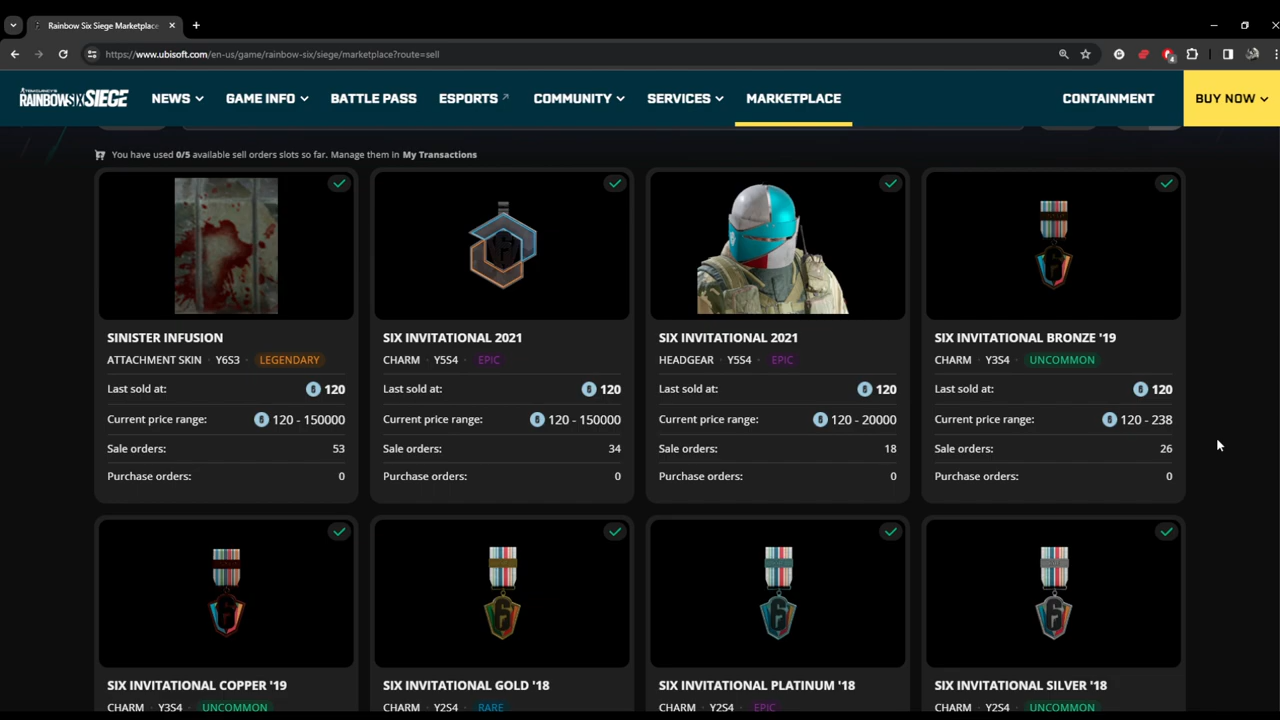 Rainbow Six Siege Marketplace
https://www.ubisoft.com/en-us/game/rainbow-six/siege/marketplace?route=sell
RAINBOW SIX SIEGE NEWS GAME INFO BATTLE PASS ESPORTS COMMUNITY SERVICES MARKETPLACE CONTAINMENT BUY NOW
You have used 0/5 available sell orders slots so far. Manage them in My Transactions
SINISTER INFUSION
ATTACHMENT SKIN · Y6S3 · LEGENDARY
Last sold at: 120
Current price range: 120 - 150000
Sale orders: 53
Purchase orders: 0
SIX INVITATIONAL 2021
CHARM · Y5S4 · EPIC
Last sold at: 120
Current price range: 120 - 150000
Sale orders: 34
Purchase orders: 0
SIX INVITATIONAL 2021
HEADGEAR · Y5S4 · EPIC
Last sold at: 120
Current price range: 120 - 20000
Sale orders: 18
Purchase orders: 0
SIX INVITATIONAL BRONZE '19
CHARM · Y3S4 · UNCOMMON
Last sold at: 120
Current price range: 120 - 238
Sale orders: 26
Purchase orders: 0
SIX INVITATIONAL COPPER '19
CHARM · Y3S4 · UNCOMMON
SIX INVITATIONAL GOLD '18
CHARM · Y2S4 · RARE
SIX INVITATIONAL PLATINUM '18
CHARM · Y2S4 · EPIC
SIX INVITATIONAL SILVER '18
CHARM · Y2S4 · UNCOMMON